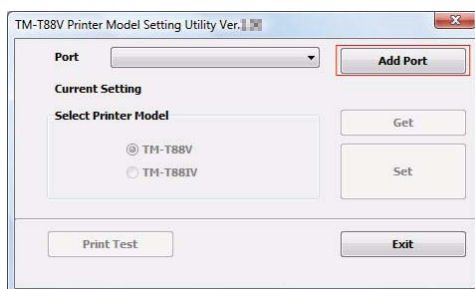 TM-T88V Printer Model Setting Utility Ver.
Port
Add Port
Current Setting
Select Printer Model
Get
TM-T88V
TM-T88IV
Set
Print Test
Exit